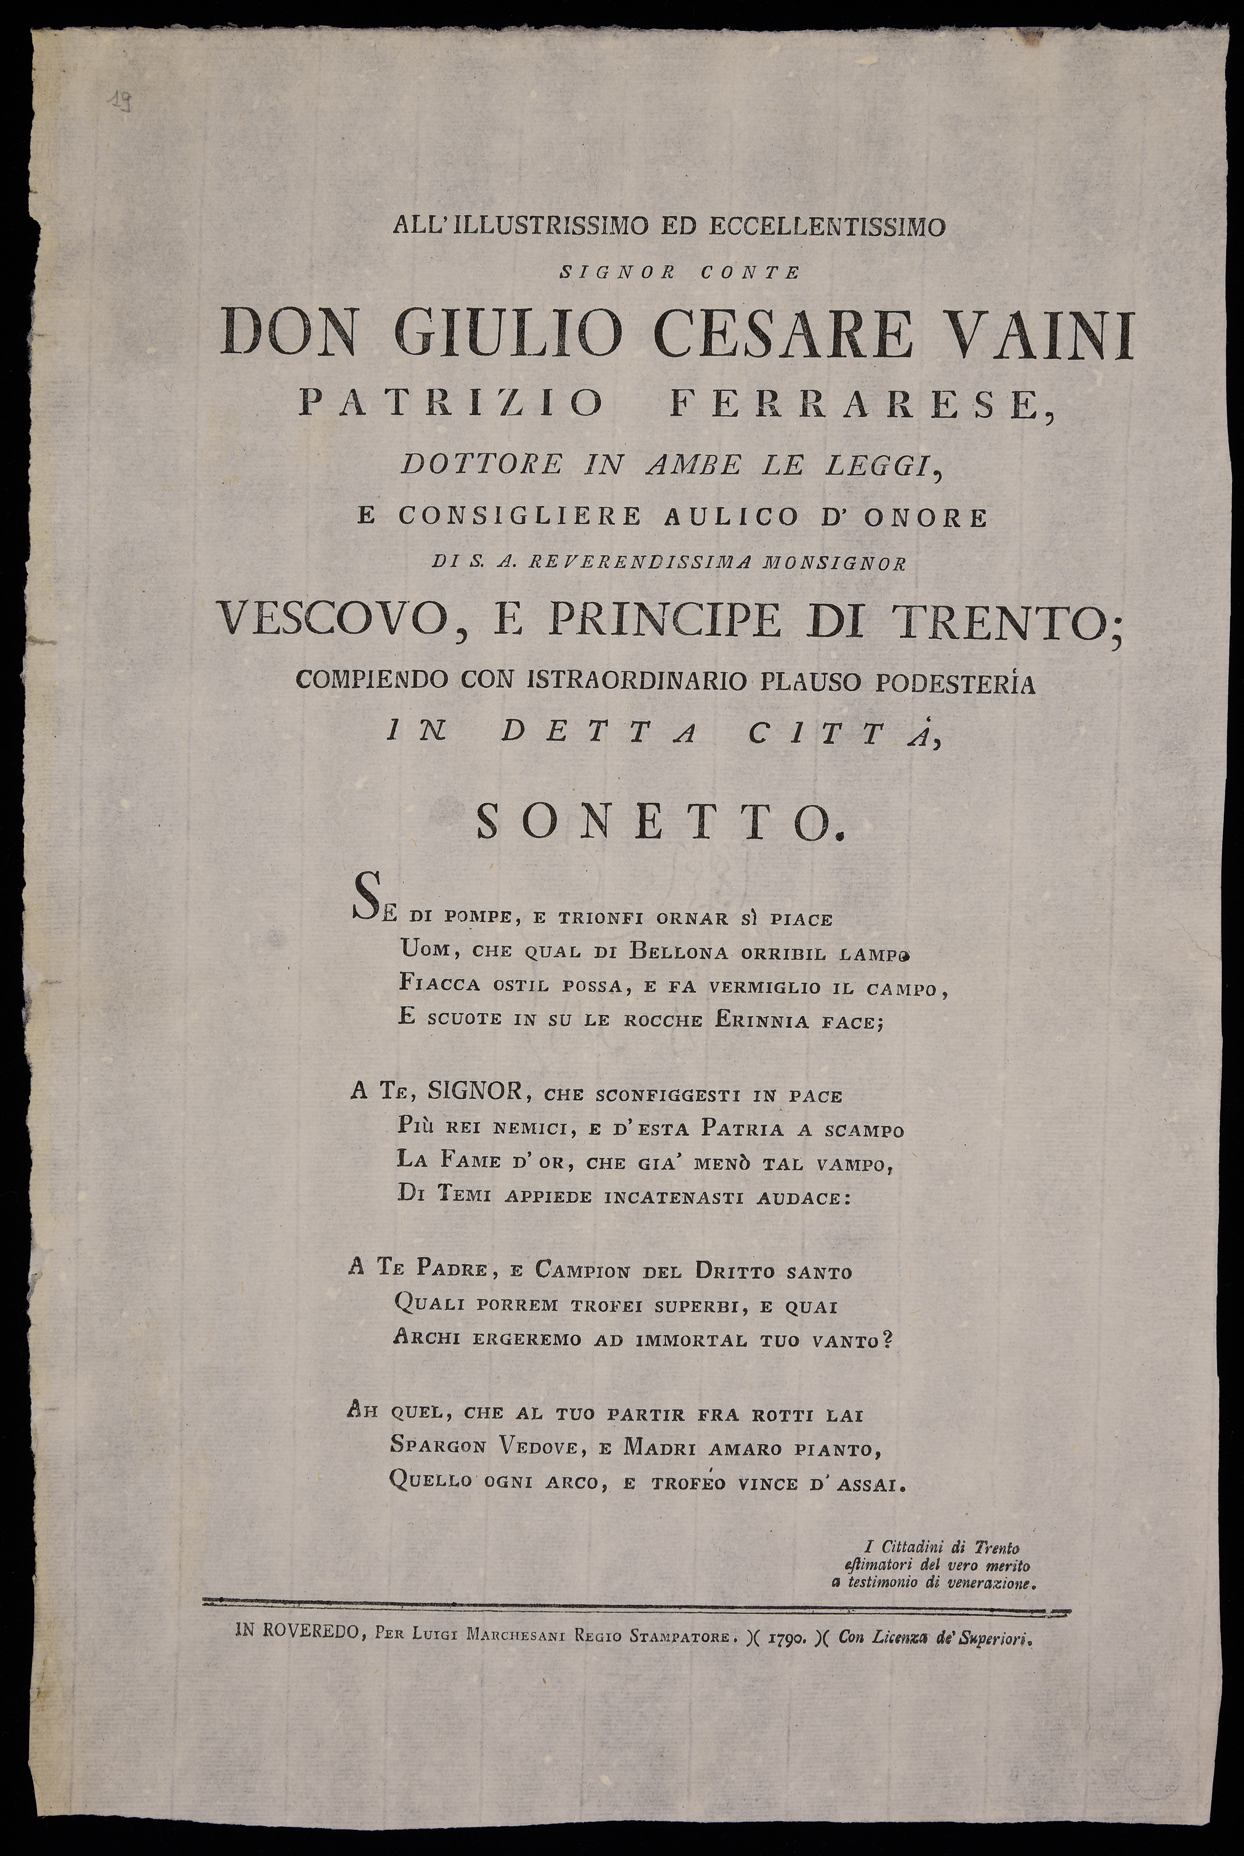 19
ALL' ILLUSTRISSIMO ED ECCELLENTISSIMO
SIGNOR CONTE
DON GIULIO CESARE VAINI
PATRIZIO FERRARESE,
DOTTORE IN AMBE LE LEGGI,
E CONSIGLIERE AULICO D' ONORE
DI S. A. REVERENDISSIMA MONSIGNOR
VESCOVO, E PRINCIPE DI TRENTO;
COMPIENDO CON ISTRAORDINARIO PLAUSO PODESTERÍA
IN DETTA CITTÀ,
SONETTO.
SE DI POMPE, E TRIONFI ORNAR SÌ PIACE
UOM, CHE QUAL DI BELLONA ORRIBIL LAMPO
FIACCA OSTIL POSSA, E FA VERMIGLIO IL CAMPO,
E SCUOTE IN SU LE ROCCHE ERINNIA FACE;
A TE, SIGNOR, CHE SCONFIGGESTI IN PACE
PIÙ REI NEMICI, E D' ESTA PATRIA A SCAMPO
LA FAME D' OR, CHE GIA' MENÒ TAL VAMPO,
DI TEMI APPIEDE INCATENASTI AUDACE:
A TE PADRE, E CAMPION DEL DRITTO SANTO
QUALI PORREM TROFEI SUPERBI, E QUAI
ARCHI ERGEREMO AD IMMORTAL TUO VANTO?
AH QUEL, CHE AL TUO PARTIR FRA ROTTI LAI
SPARGON VEDOVE, E MADRI AMARO PIANTO,
QUELLO OGNI ARCO, E TROFÉO VINCE D' ASSAI.
I Cittadini di Trento
eſtimatori del vero merito
a testimonio di venerazione.
IN ROVEREDO, PER LUIGI MARCHESANI REGIO STAMPATORE. )( 1790. )( Con Licenza de' Superiori.